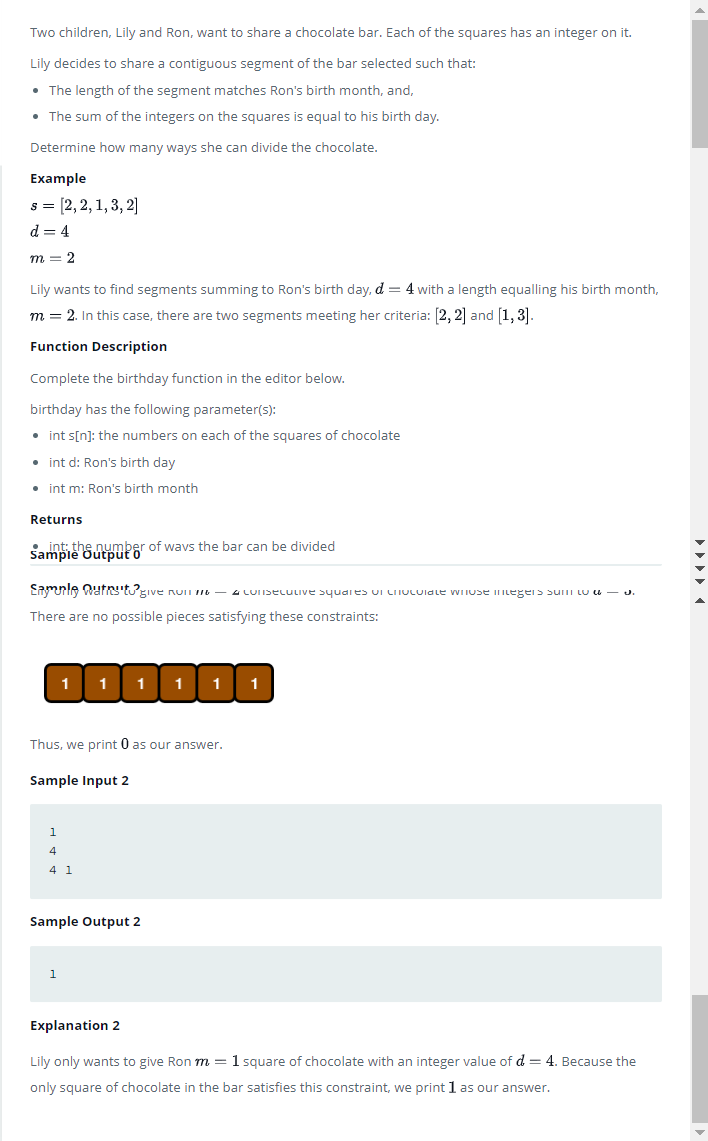 Two children, Lily and Ron, want to share a chocolate bar. Each of the squares has an integer on it.
Lily decides to share a contiguous segment of the bar selected such that:
• The length of the segment matches Ron's birth month, and,
• The sum of the integers on the squares is equal to his birth day.
Determine how many ways she can divide the chocolate.
Example
s = [2, 2, 1, 3, 2]
d = 4
m = 2
Lily wants to find segments summing to Ron's birth day, d = 4 with a length equalling his birth month,
m = 2. In this case, there are two segments meeting her criteria: [2, 2] and [1, 3].
Function Description
Complete the birthday function in the editor below.
birthday has the following parameter(s):
• int s[n]: the numbers on each of the squares of chocolate
• int d: Ron's birth day
• int m: Ron's birth month
Returns
• int: the number of ways the bar can be divided
Sample Output 0
Sample Output 2
Lily only wants to give Ron m = 2 consecutive squares of chocolate whose integers sum to d = 3.
There are no possible pieces satisfying these constraints:
1 1 1 1 1 1
Thus, we print 0 as our answer.
Sample Input 2
1
4
4 1
Sample Output 2
1
Explanation 2
Lily only wants to give Ron m = 1 square of chocolate with an integer value of d = 4. Because the
only square of chocolate in the bar satisfies this constraint, we print 1 as our answer.